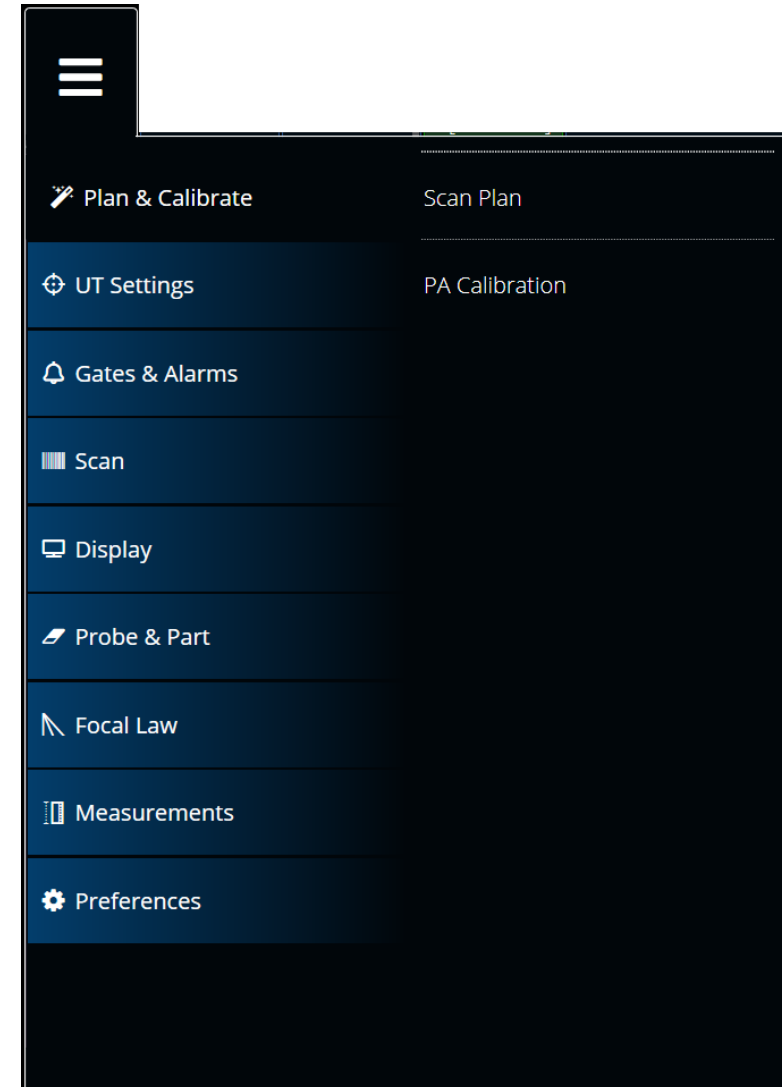 Plan & Calibrate
Scan Plan
UT Settings
PA Calibration
Gates & Alarms
Scan
Display
Probe & Part
Focal Law
Measurements
Preferences